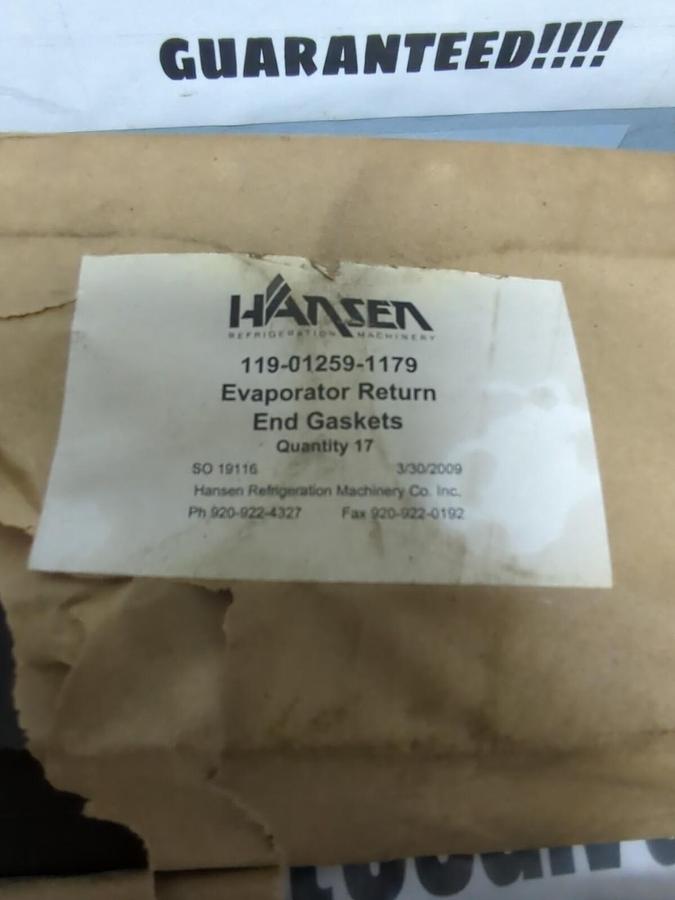 GUARANTEED!!!!
HANSEN
REFRIGERATION MACHINERY
119-01259-1179
Evaporator Return
End Gaskets
Quantity 17
SO 19116 3/30/2009
Hansen Refrigeration Machinery Co. Inc.
Ph 920-922-4327 Fax 920-922-0192